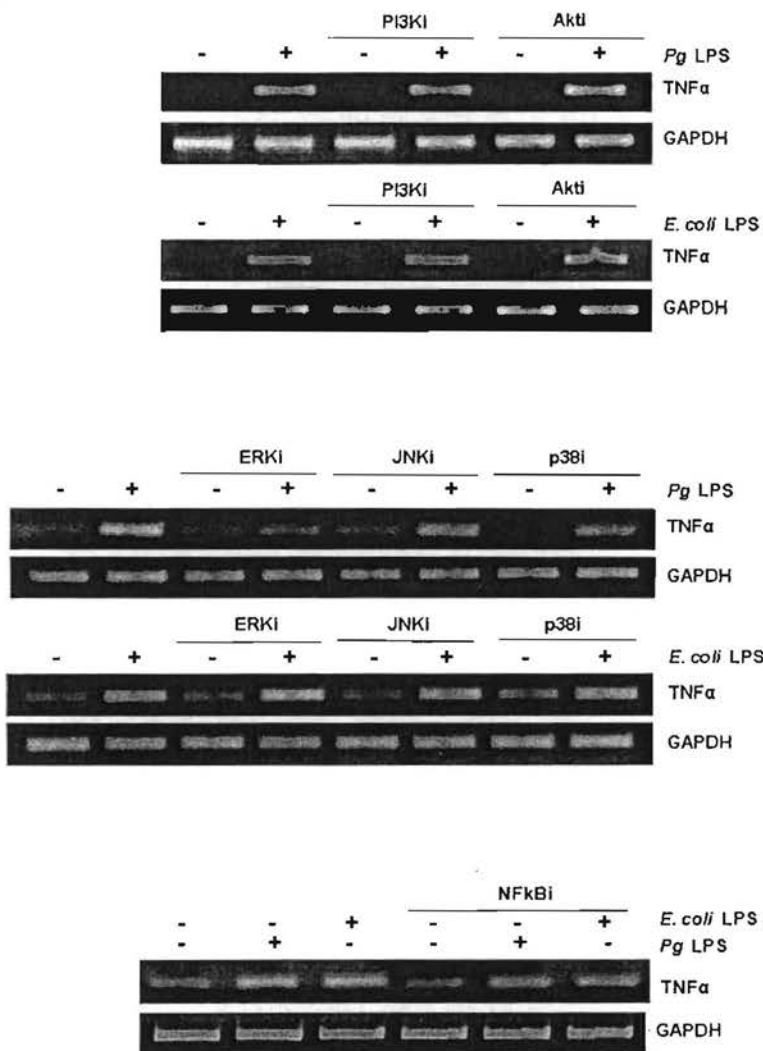 PI3Ki Akti
- + - + - + Pg LPS
TNFα
GAPDH
PI3Ki Akti
- + - + - + E. coli LPS
TNFα
GAPDH
ERKi JNKi p38i
- + - + - + - + Pg LPS
TNFα
GAPDH
ERKi JNKi p38i
- + - + - + - + E. coli LPS
TNFα
GAPDH
NFkBi
- - + - - + E. coli LPS
- + - - + - Pg LPS
TNFα
GAPDH